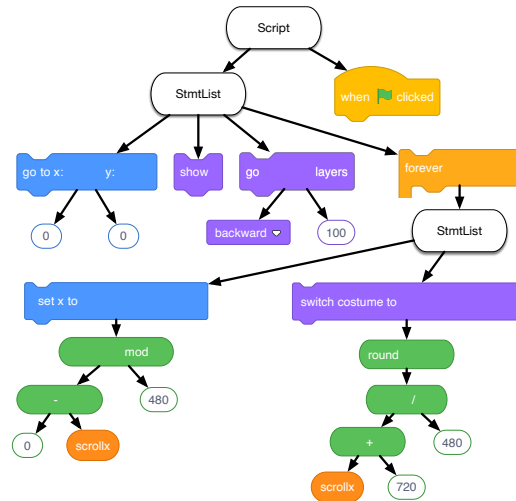 Script
StmtList
when clicked
go to x: y:
show
go layers
forever
0
0
backward
100
StmtList
set x to
switch costume to
mod
round
-
480
/
0
scrollx
+
480
scrollx
720